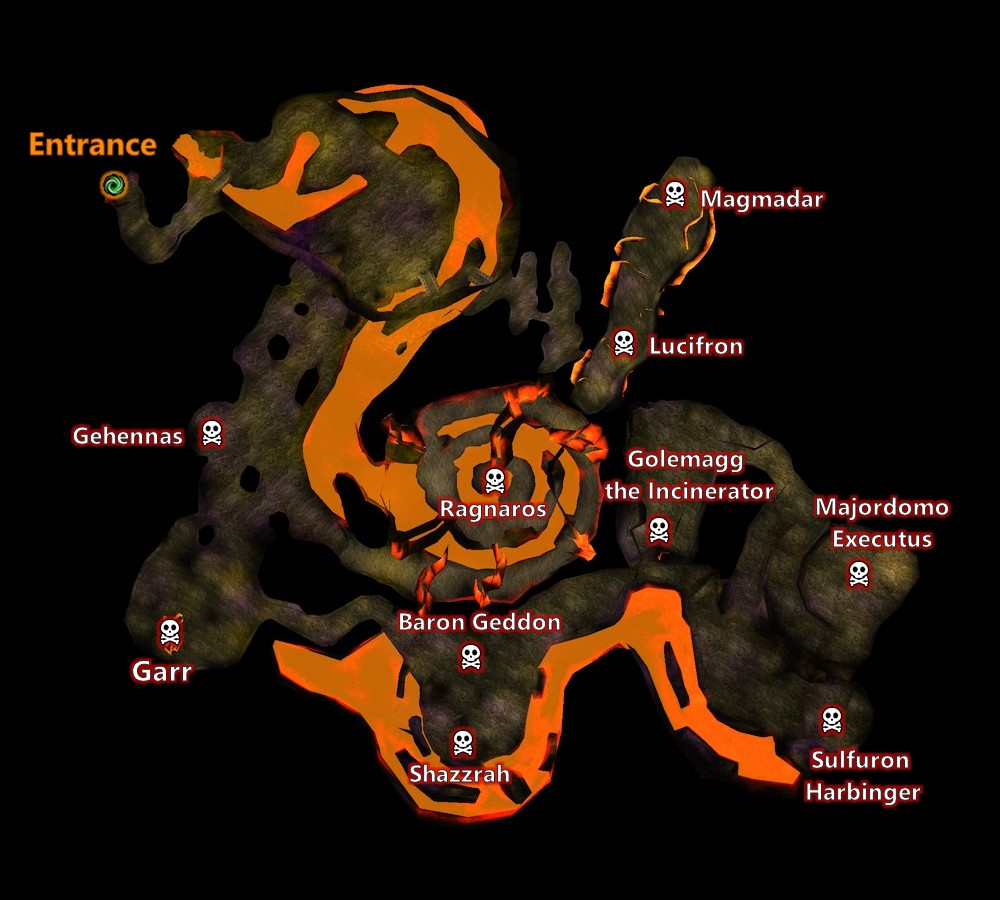 Entrance
Magmadar
Lucifron
Gehennas
Golemagg
the Incinerator
Ragnaros
Majordomo
Executus
Baron Geddon
Garr
Shazzrah
Sulfuron
Harbinger